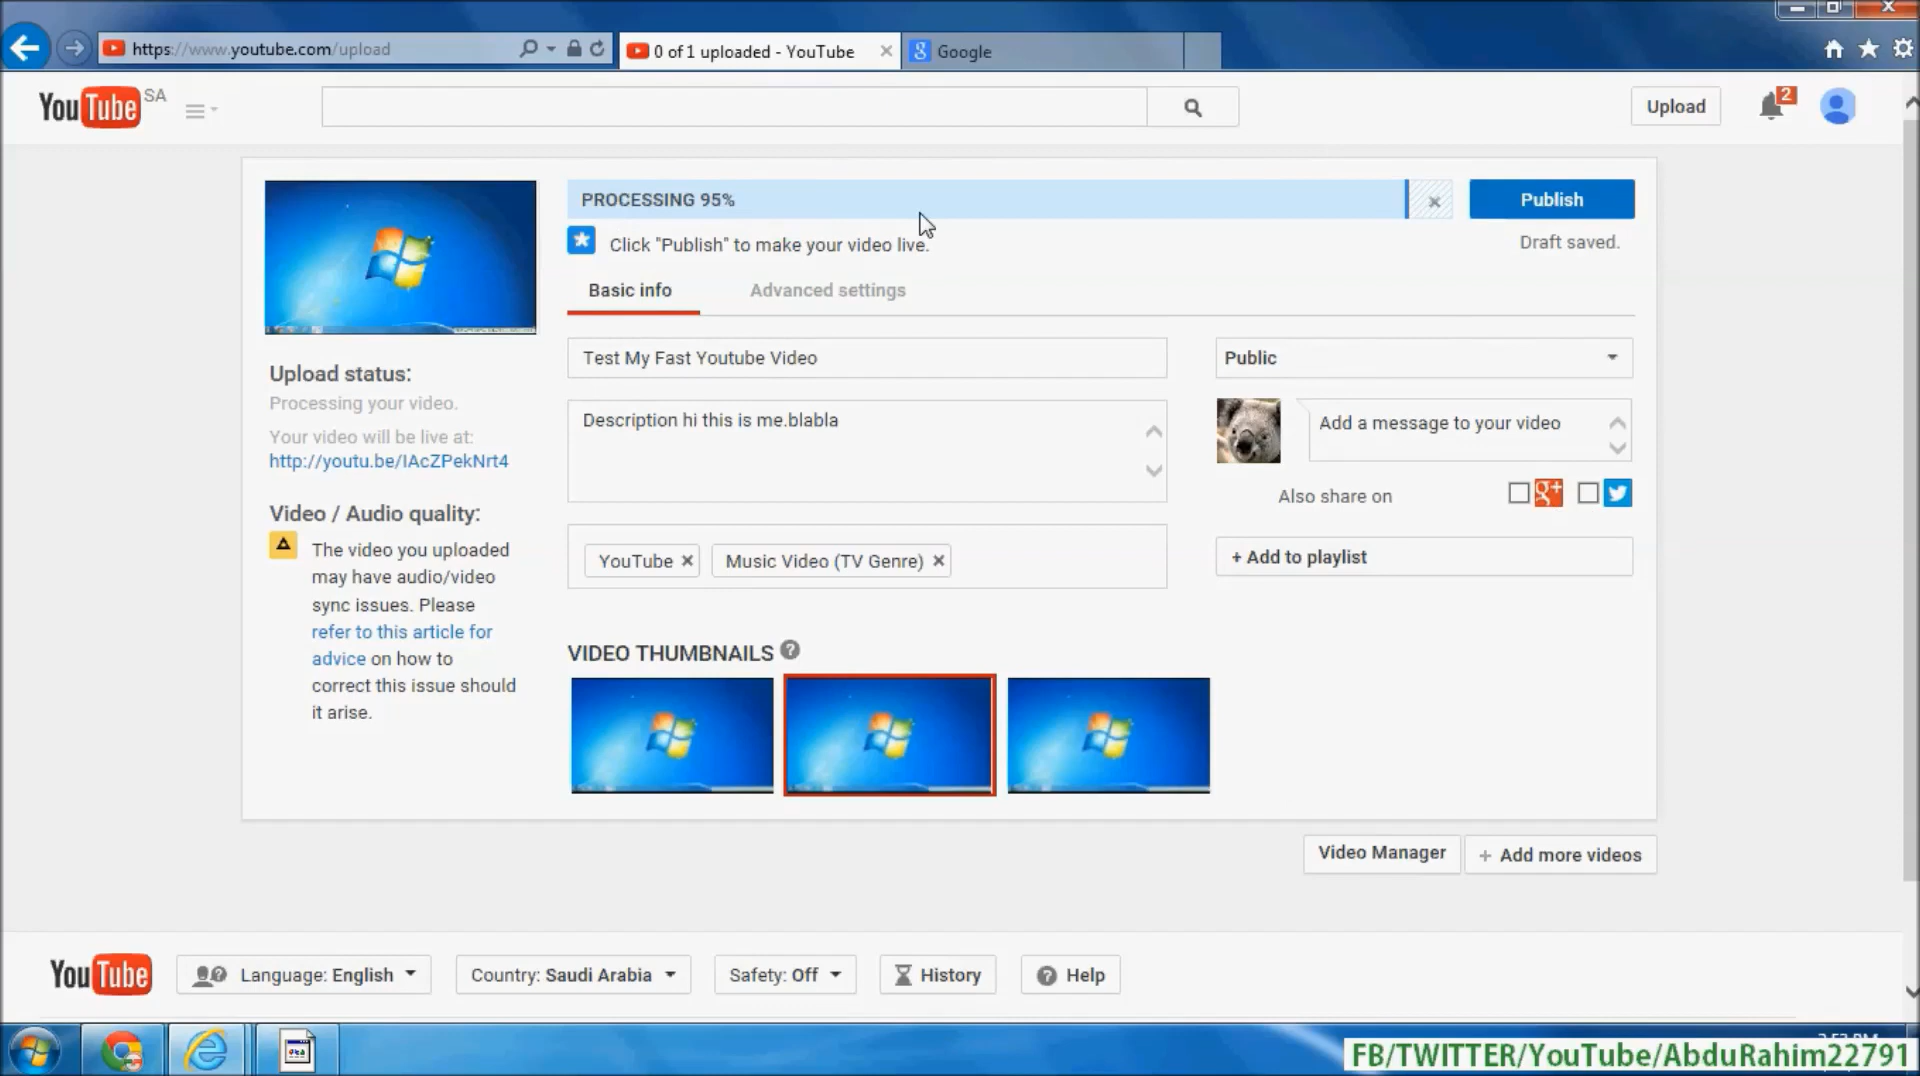 https://www.youtube.com/upload
0 of 1 uploaded - YouTube
Google
YouTube SA
Upload
2
PROCESSING 95%
Publish
Click "Publish" to make your video live.
Draft saved.
Basic info
Advanced settings
Upload status:
Processing your video.
Your video will be live at:
http://youtu.be/IAcZPekNrt4
Video / Audio quality:
The video you uploaded
may have audio/video
sync issues. Please
refer to this article for
advice on how to
correct this issue should
it arise.
Test My Fast Youtube Video
Description hi this is me.blabla
YouTube
Music Video (TV Genre)
Public
Add a message to your video
Also share on
g+
+ Add to playlist
VIDEO THUMBNAILS ?
Video Manager
+ Add more videos
YouTube
Language: English
Country: Saudi Arabia
Safety: Off
History
Help
FB/TWITTER/YouTube/AbduRahim22791